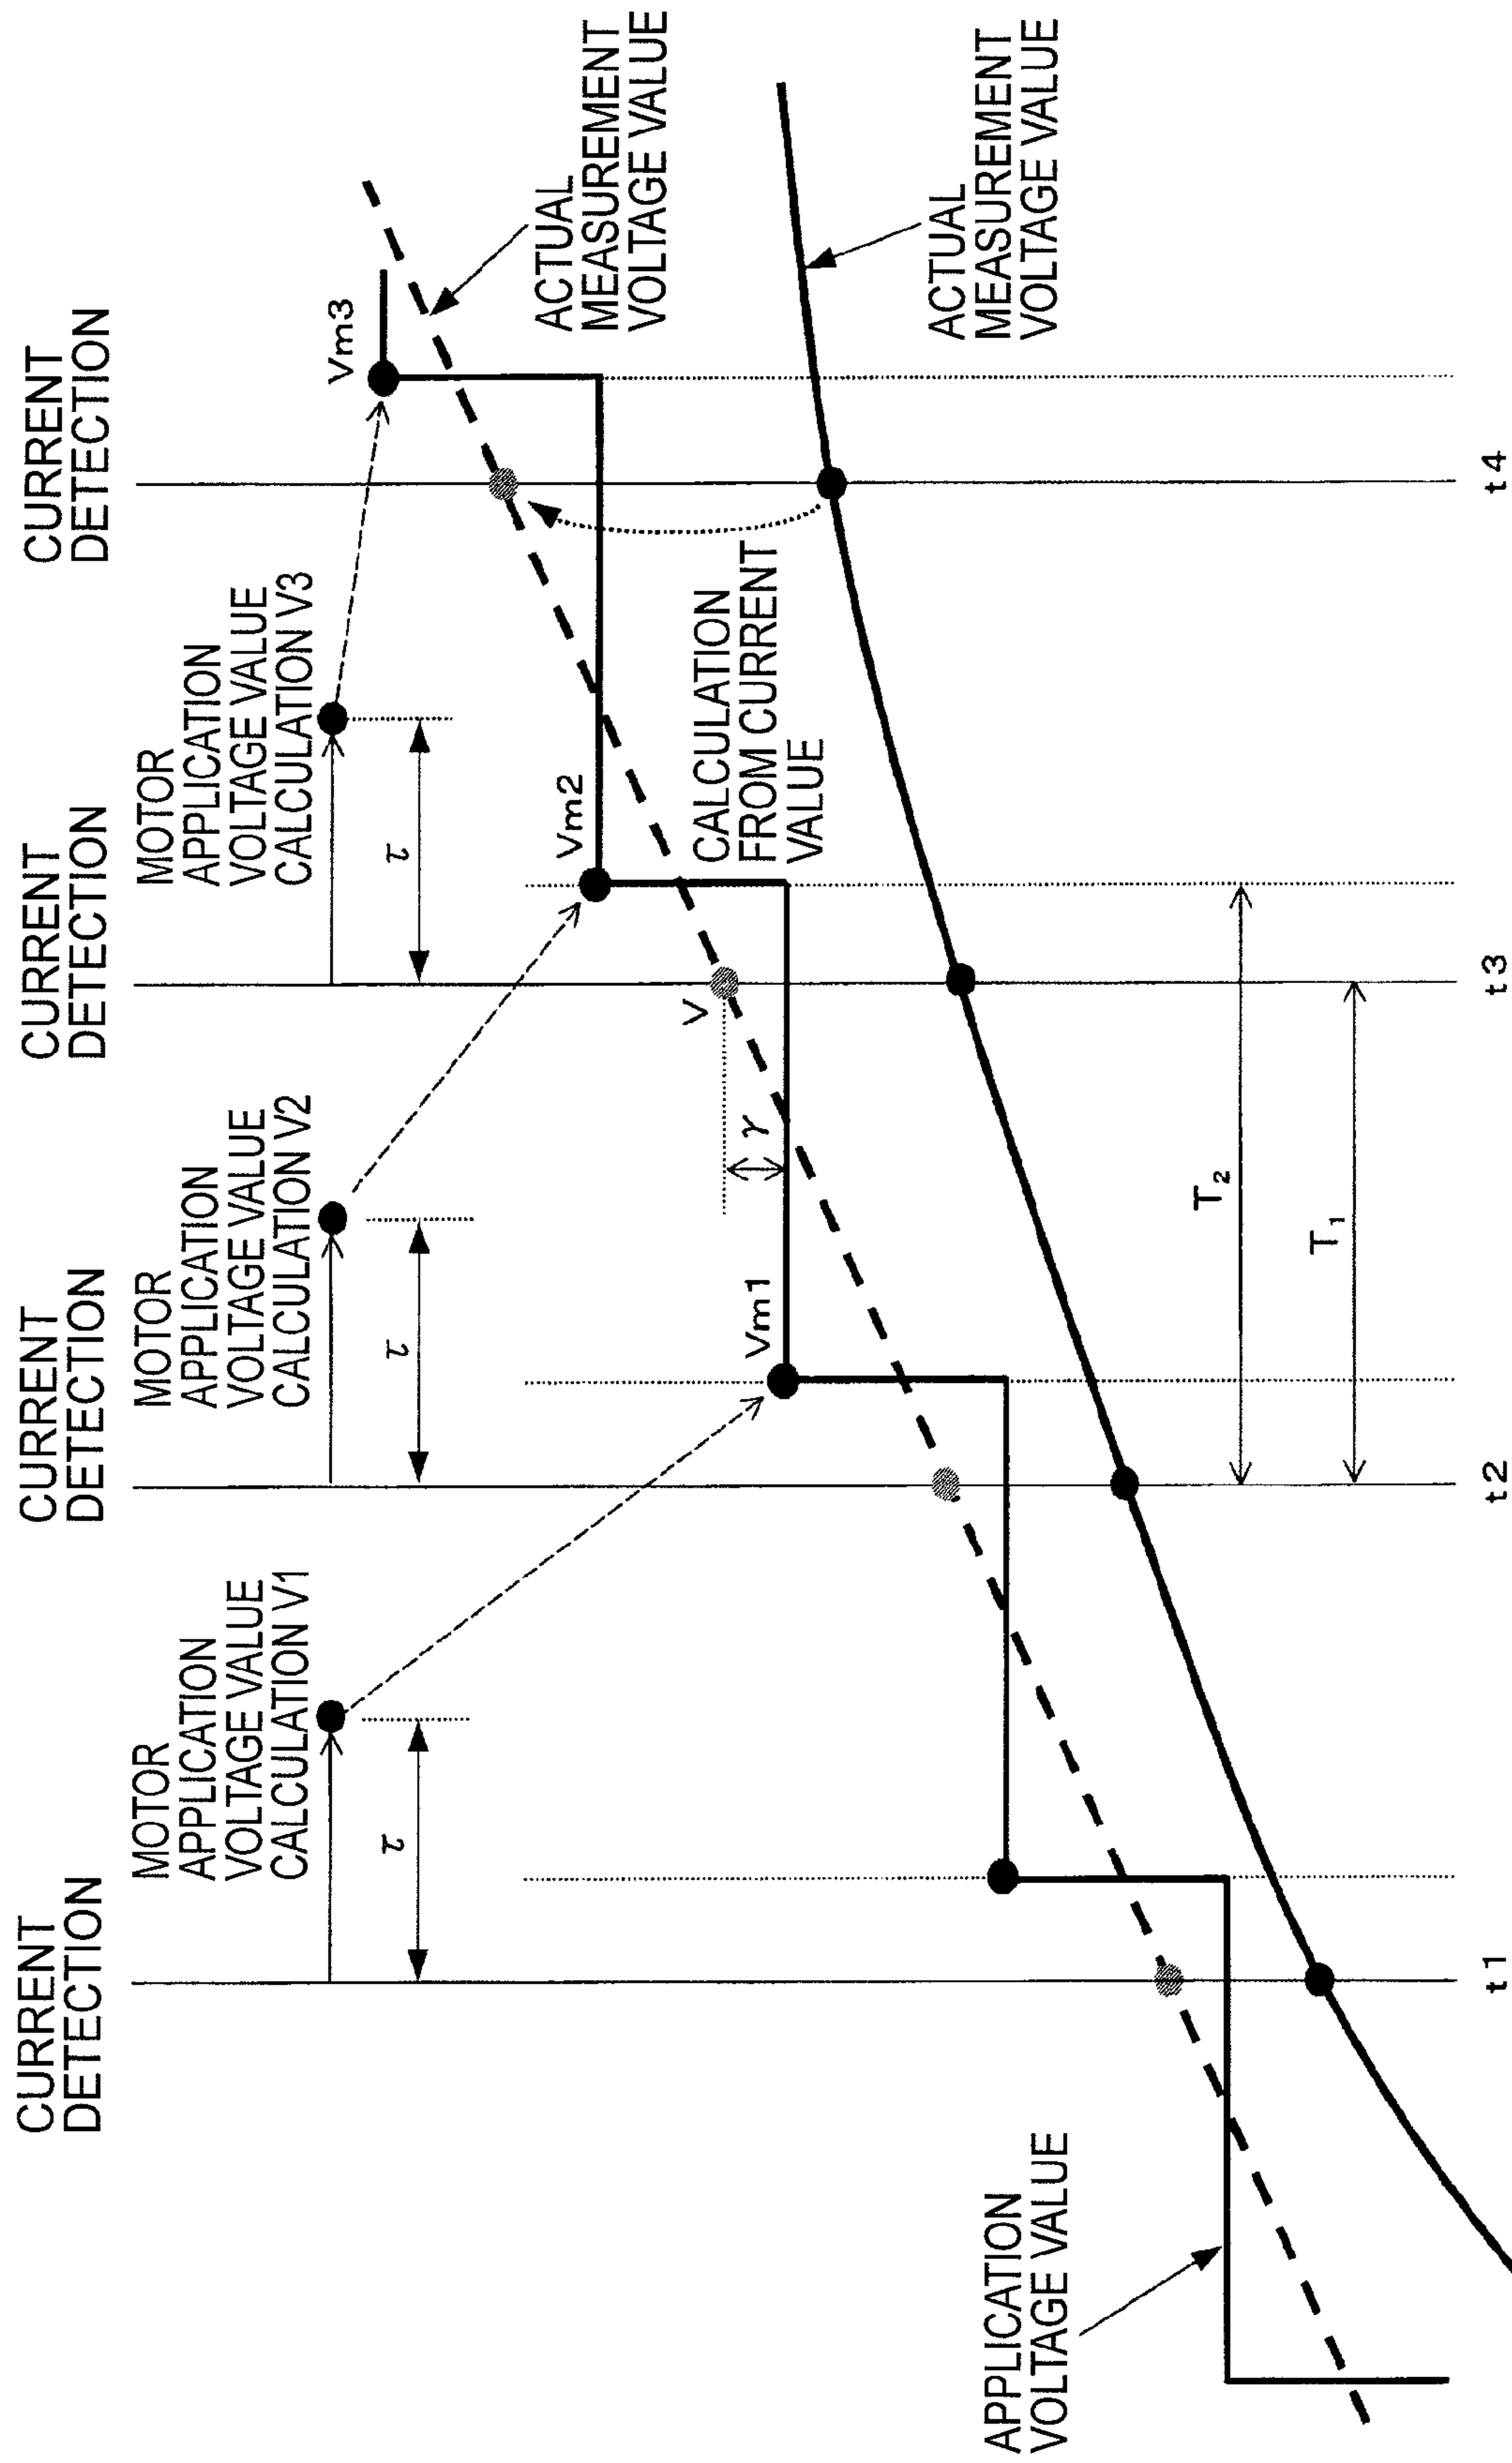 CURRENT
DETECTION
CURRENT
DETECTION
CURRENT
DETECTION
CURRENT
DETECTION
MOTOR
APPLICATION
VOLTAGE VALUE
CALCULATION V1
MOTOR
APPLICATION
VOLTAGE VALUE
CALCULATION V2
MOTOR
APPLICATION
VOLTAGE VALUE
CALCULATION V3
τ
τ
τ
Vm3
Vm2
Vm1
V
γ
ACTUAL
MEASUREMENT
VOLTAGE VALUE
CALCULATION
FROM CURRENT
VALUE
ACTUAL
MEASUREMENT
VOLTAGE VALUE
APPLICATION
VOLTAGE VALUE
T₂
T₁
t1
t2
t3
t4